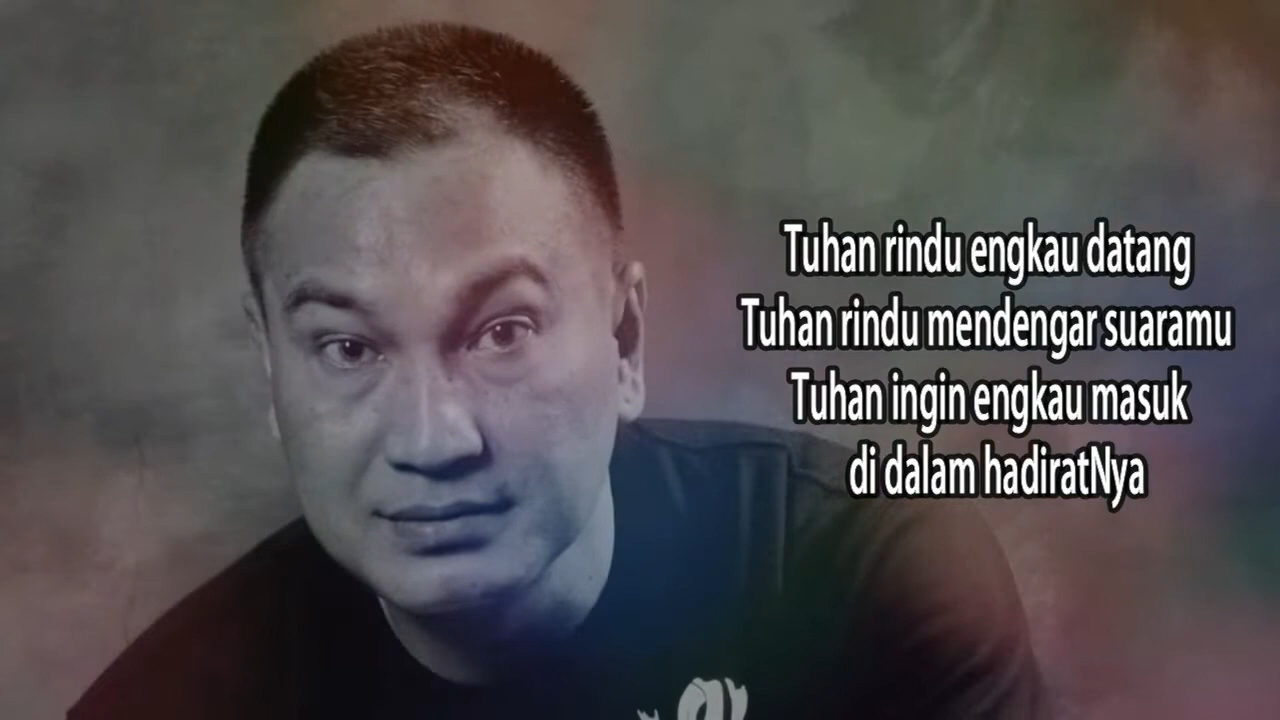 Tuhan rindu engkau datang
Tuhan rindu mendengar suaramu
Tuhan ingin engkau masuk
di dalam hadiratNya